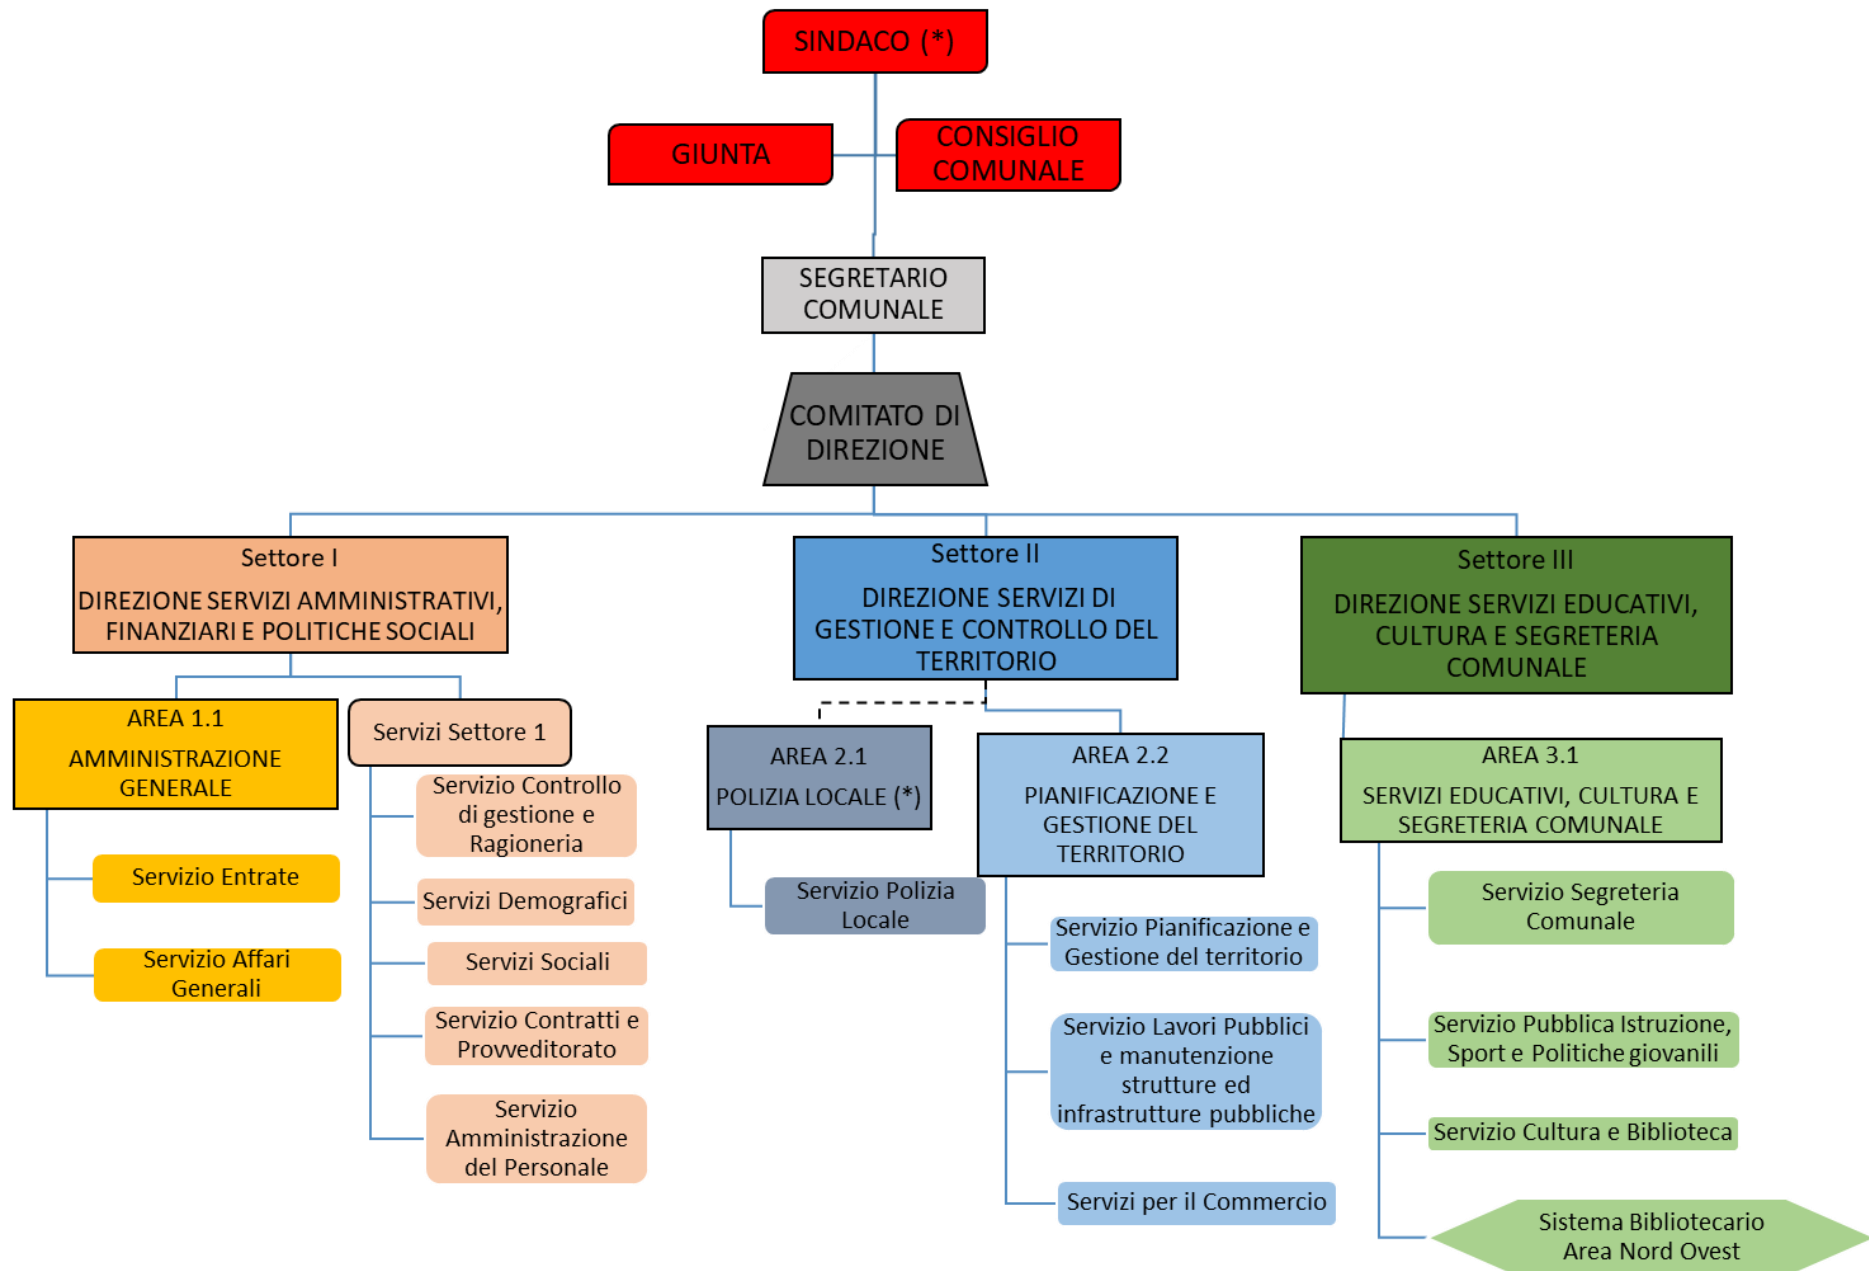 SINDACO (*)
GIUNTA
CONSIGLIO
COMUNALE
SEGRETARIO
COMUNALE
COMITATO DI
DIREZIONE
Settore I
DIREZIONE SERVIZI AMMINISTRATIVI,
FINANZIARI E POLITICHE SOCIALI
AREA 1.1
AMMINISTRAZIONE
GENERALE
Servizio Entrate
Servizio Affari
Generali
Servizi Settore 1
Servizio Controllo
di gestione e
Ragioneria
Servizi Demografici
Servizi Sociali
Servizio Contratti e
Provveditorato
Servizio
Amministrazione
del Personale
Settore II
DIREZIONE SERVIZI DI
GESTIONE E CONTROLLO DEL
TERRITORIO
AREA 2.1
POLIZIA LOCALE (*)
Servizio Polizia
Locale
AREA 2.2
PIANIFICAZIONE E
GESTIONE DEL
TERRITORIO
Servizio Pianificazione e
Gestione del territorio
Servizio Lavori Pubblici
e manutenzione
strutture ed
infrastrutture pubbliche
Servizi per il Commercio
Settore III
DIREZIONE SERVIZI EDUCATIVI,
CULTURA E SEGRETERIA
COMUNALE
AREA 3.1
SERVIZI EDUCATIVI, CULTURA E
SEGRETERIA COMUNALE
Servizio Segreteria
Comunale
Servizio Pubblica Istruzione,
Sport e Politiche giovanili
Servizio Cultura e Biblioteca
Sistema Bibliotecario
Area Nord Ovest